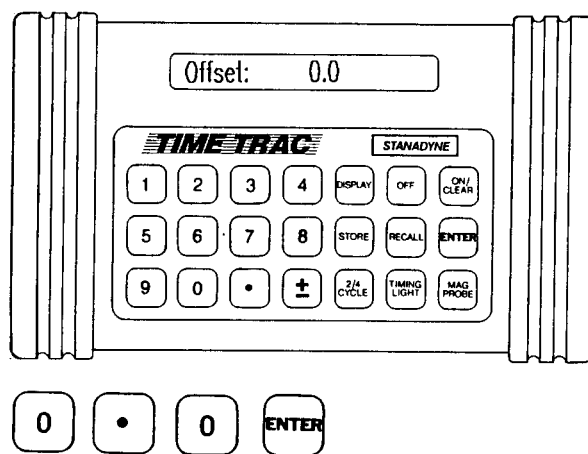 Offset: 0.0
TIME TRAC STANADYNE
1 2 3 4 DISPLAY OFF ON/
CLEAR
5 6 7 8 STORE RECALL ENTER
9 0 • ± 2/4
CYCLE TIMING
LIGHT MAG
PROBE
0 • 0 ENTER